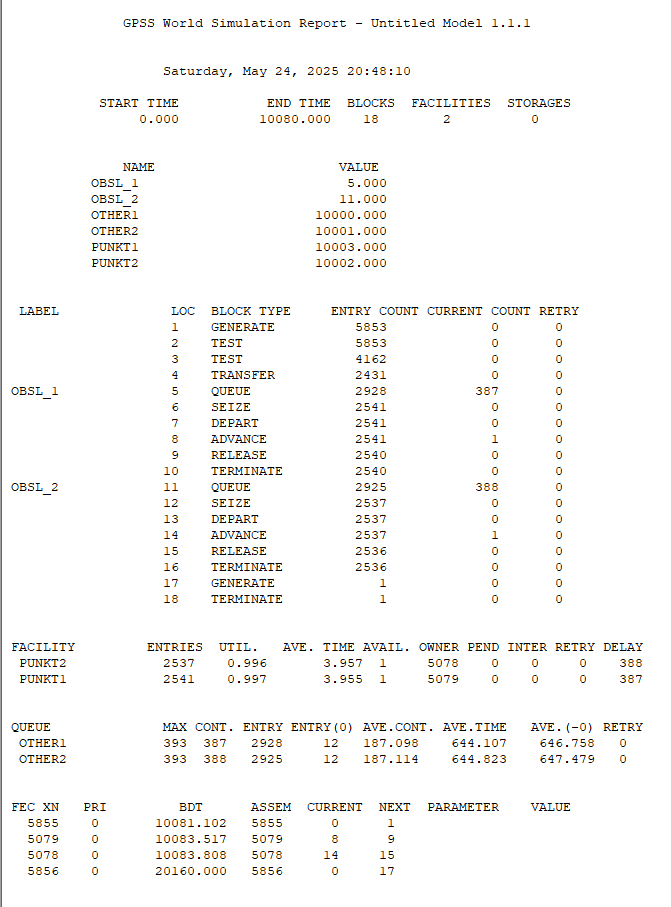 GPSS World Simulation Report - Untitled Model 1.1.1
Saturday, May 24, 2025 20:48:10
START TIME END TIME BLOCKS FACILITIES STORAGES
0.000 10080.000 18 2 0
NAME VALUE
OBSL_1 5.000
OBSL_2 11.000
OTHER1 10000.000
OTHER2 10001.000
PUNKT1 10003.000
PUNKT2 10002.000
LABEL LOC BLOCK TYPE ENTRY COUNT CURRENT COUNT RETRY
1 GENERATE 5853 0 0
2 TEST 5853 0 0
3 TEST 4162 0 0
4 TRANSFER 2431 0 0
OBSL_1 5 QUEUE 2928 387 0
6 SEIZE 2541 0 0
7 DEPART 2541 0 0
8 ADVANCE 2541 1 0
9 RELEASE 2540 0 0
10 TERMINATE 2540 0 0
OBSL_2 11 QUEUE 2925 388 0
12 SEIZE 2537 0 0
13 DEPART 2537 0 0
14 ADVANCE 2537 1 0
15 RELEASE 2536 0 0
16 TERMINATE 2536 0 0
17 GENERATE 1 0 0
18 TERMINATE 1 0 0
FACILITY ENTRIES UTIL. AVE. TIME AVAIL. OWNER PEND INTER RETRY DELAY
PUNKT2 2537 0.996 3.957 1 5078 0 0 0 388
PUNKT1 2541 0.997 3.955 1 5079 0 0 0 387
QUEUE MAX CONT. ENTRY ENTRY(0) AVE.CONT. AVE.TIME AVE.(-0) RETRY
OTHER1 393 387 2928 12 187.098 644.107 646.758 0
OTHER2 393 388 2925 12 187.114 644.823 647.479 0
FEC XN PRI BDT ASSEM CURRENT NEXT PARAMETER VALUE
5855 0 10081.102 5855 0 1
5079 0 10083.517 5079 8 9
5078 0 10083.808 5078 14 15
5856 0 20160.000 5856 0 17